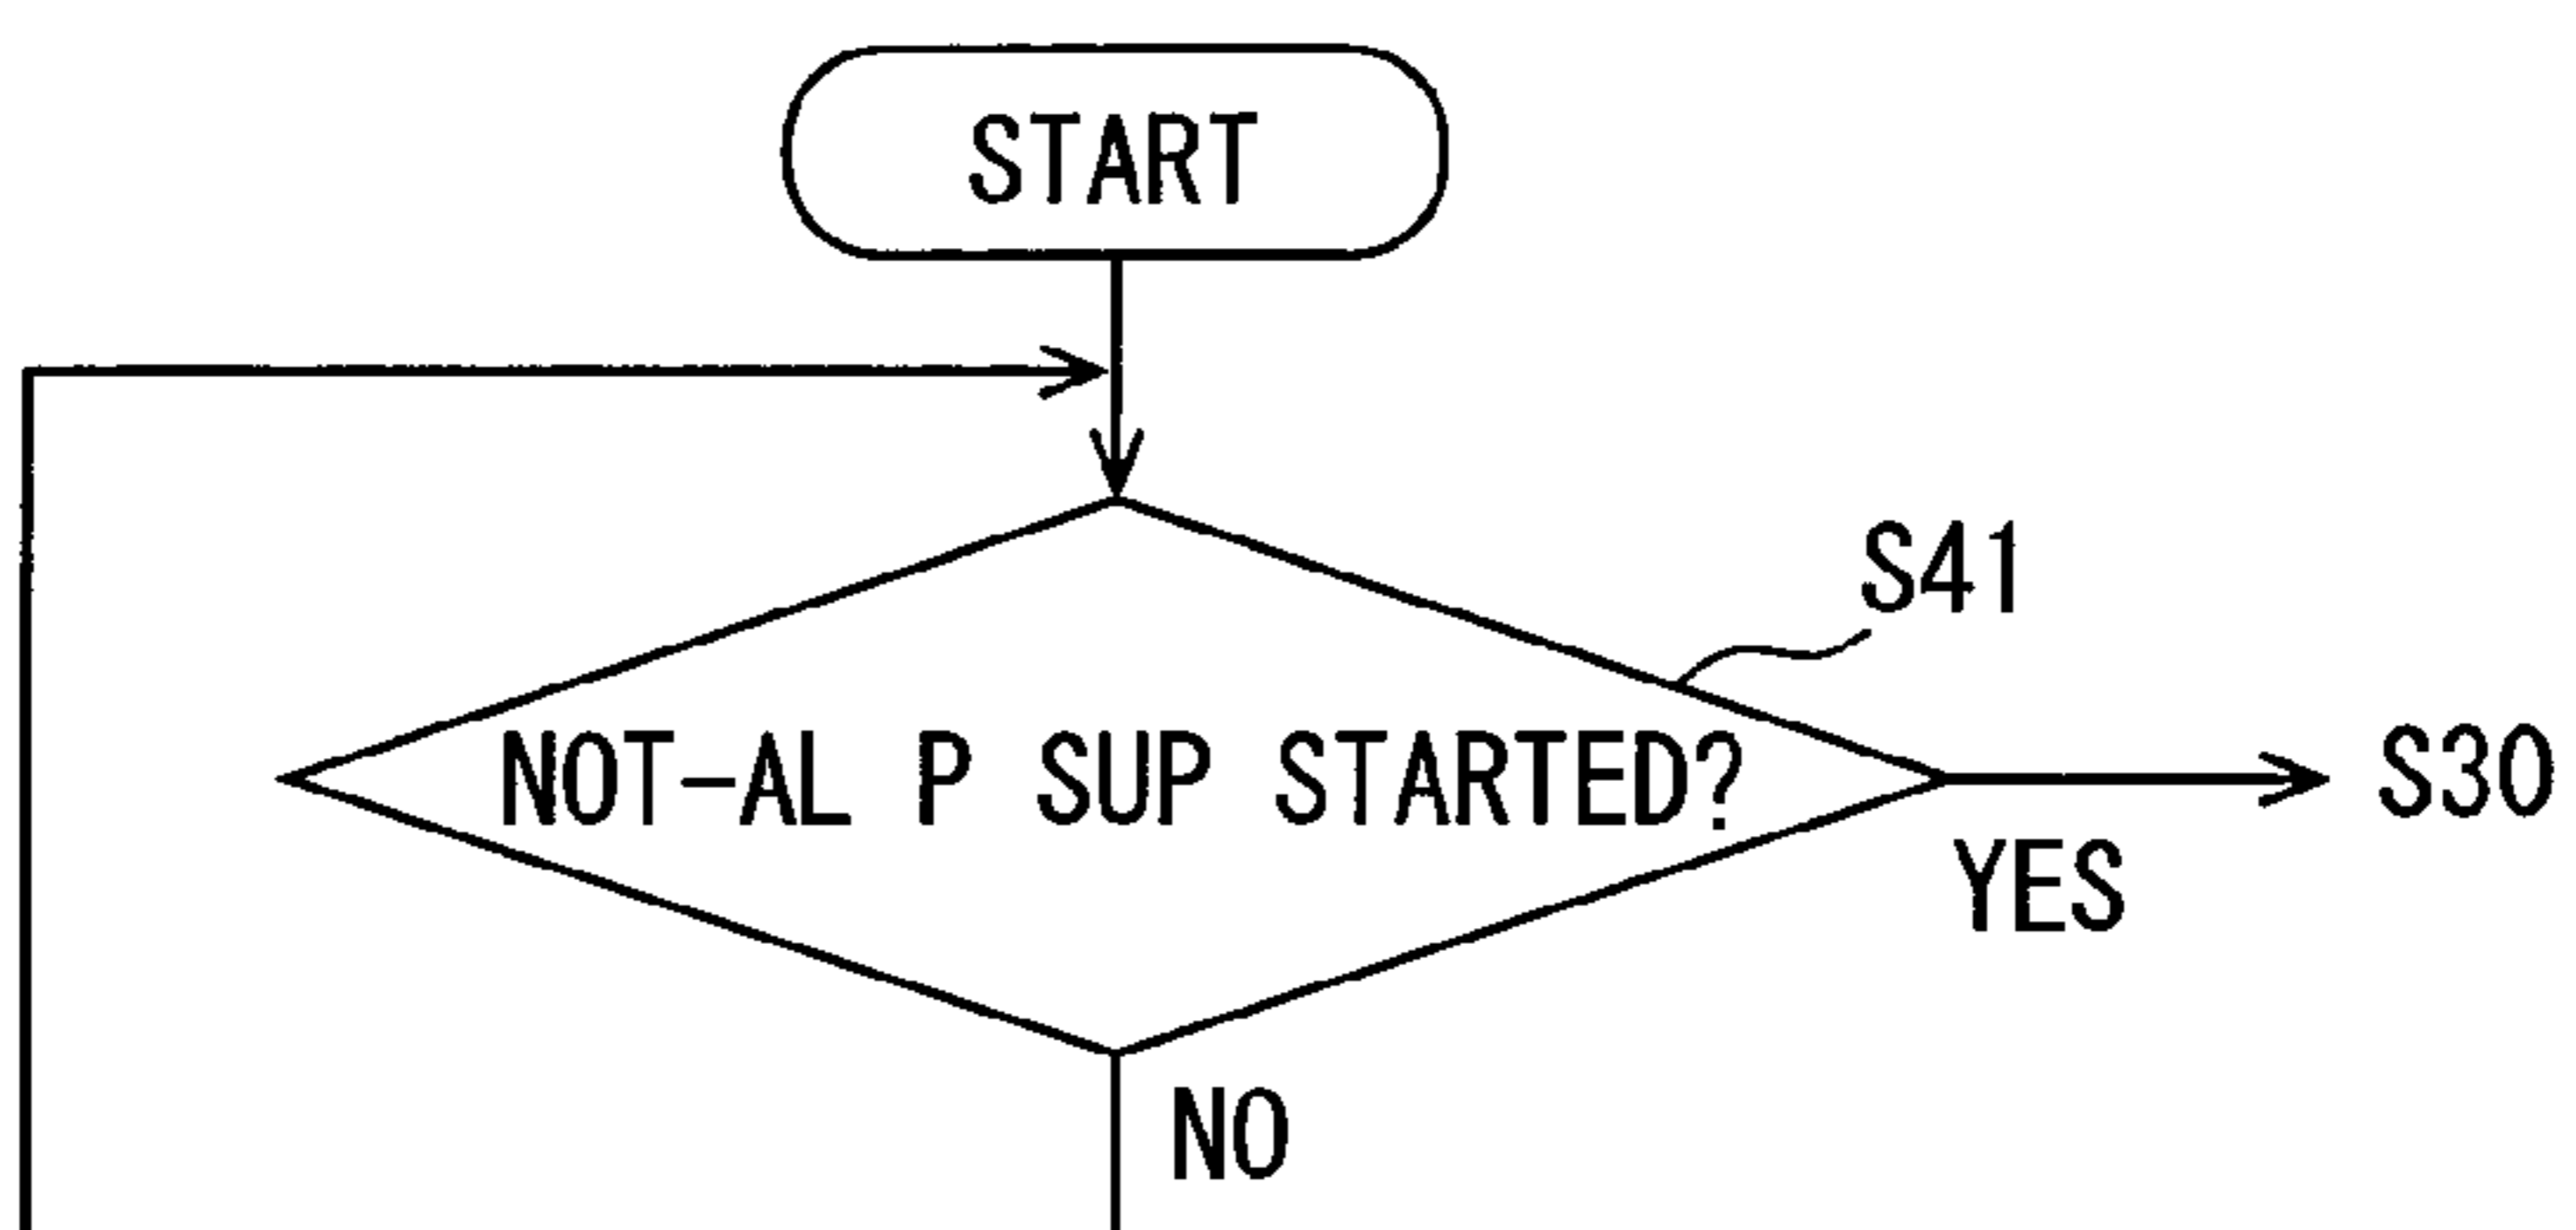 START
S41
NOT-AL P SUP STARTED?
S30
YES
NO